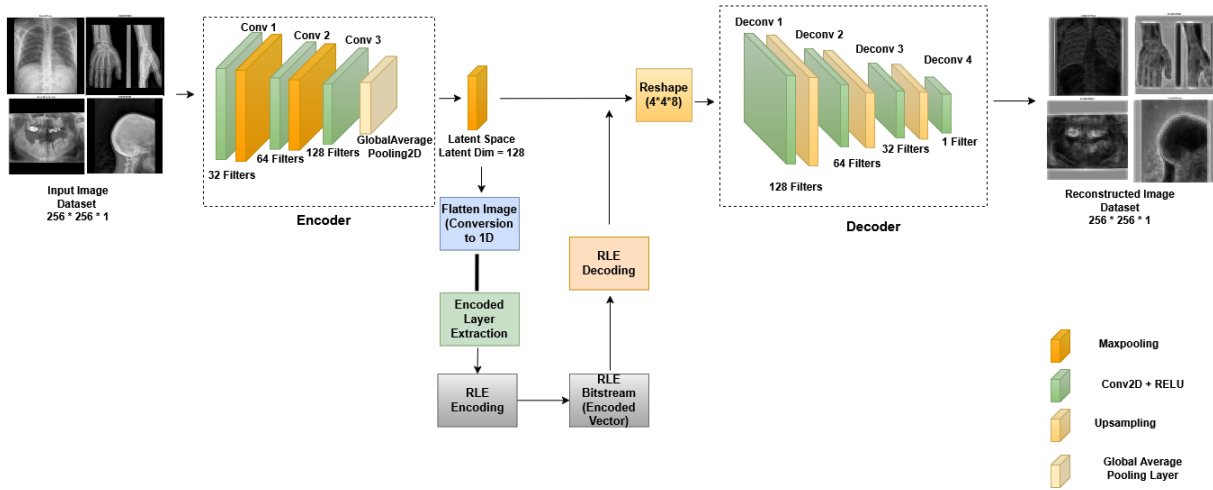 Conv 1
Conv 2
Conv 3
32 Filters
64 Filters
128 Filters
GlobalAverage
Pooling2D
Encoder
Input Image
Dataset
256 * 256 * 1
Latent Space
Latent Dim = 128
Flatten Image
(Conversion
to 1D
Encoded
Layer
Extraction
RLE
Encoding
RLE
Bitstream
(Encoded
Vector)
RLE
Decoding
Reshape
(4*4*8)
Deconv 1
Deconv 2
Deconv 3
Deconv 4
128 Filters
64 Filters
32 Filters
1 Filter
Decoder
Reconstructed Image
Dataset
256 * 256 * 1
Maxpooling
Conv2D + RELU
Upsampling
Global Average
Pooling Layer